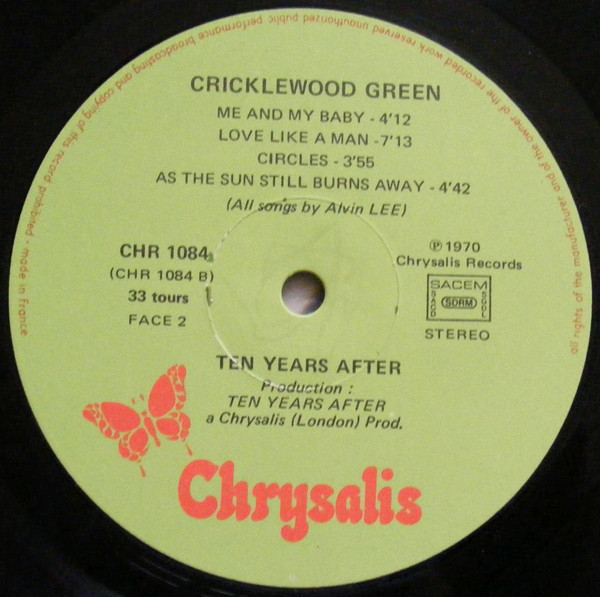 CRICKLEWOOD GREEN
ME AND MY BABY - 4'12
LOVE LIKE A MAN -7'13
CIRCLES - 3'55
AS THE SUN STILL BURNS AWAY - 4'42
(All songs by Alvin LEE)
CHR 1084
(CHR 1084 B)
33 tours
FACE 2
℗ 1970
Chrysalis Records
SACEM
SACD
SDRM
SGDL
STEREO
TEN YEARS AFTER
Production :
TEN YEARS AFTER
a Chrysalis (London) Prod.
Chrysalis
all rights of the manufacturer and of the owner of the recorded work reserved unauthorized public performance broadcasting and copying of this record prohibited - made in france